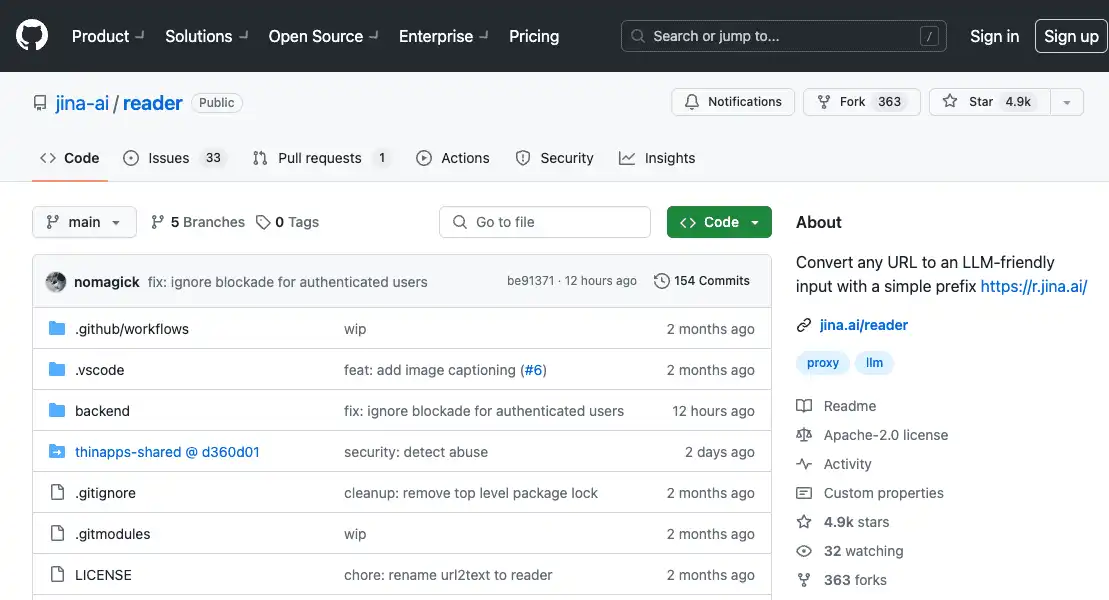 Product Solutions Open Source Enterprise Pricing Search or jump to... / Sign in Sign up
jina-ai / reader Public Notifications Fork 363 Star 4.9k
Code Issues 33 Pull requests 1 Actions Security Insights
main 5 Branches 0 Tags Go to file Code
nomagick fix: ignore blockade for authenticated users be91371 · 12 hours ago 154 Commits
.github/workflows wip 2 months ago
.vscode feat: add image captioning (#6) 2 months ago
backend fix: ignore blockade for authenticated users 12 hours ago
thinapps-shared @ d360d01 security: detect abuse 2 days ago
.gitignore cleanup: remove top level package lock 2 months ago
.gitmodules wip 2 months ago
LICENSE chore: rename url2text to reader 2 months ago
About
Convert any URL to an LLM-friendly
input with a simple prefix https://r.jina.ai/
jina.ai/reader
proxy llm
Readme
Apache-2.0 license
Activity
Custom properties
4.9k stars
32 watching
363 forks